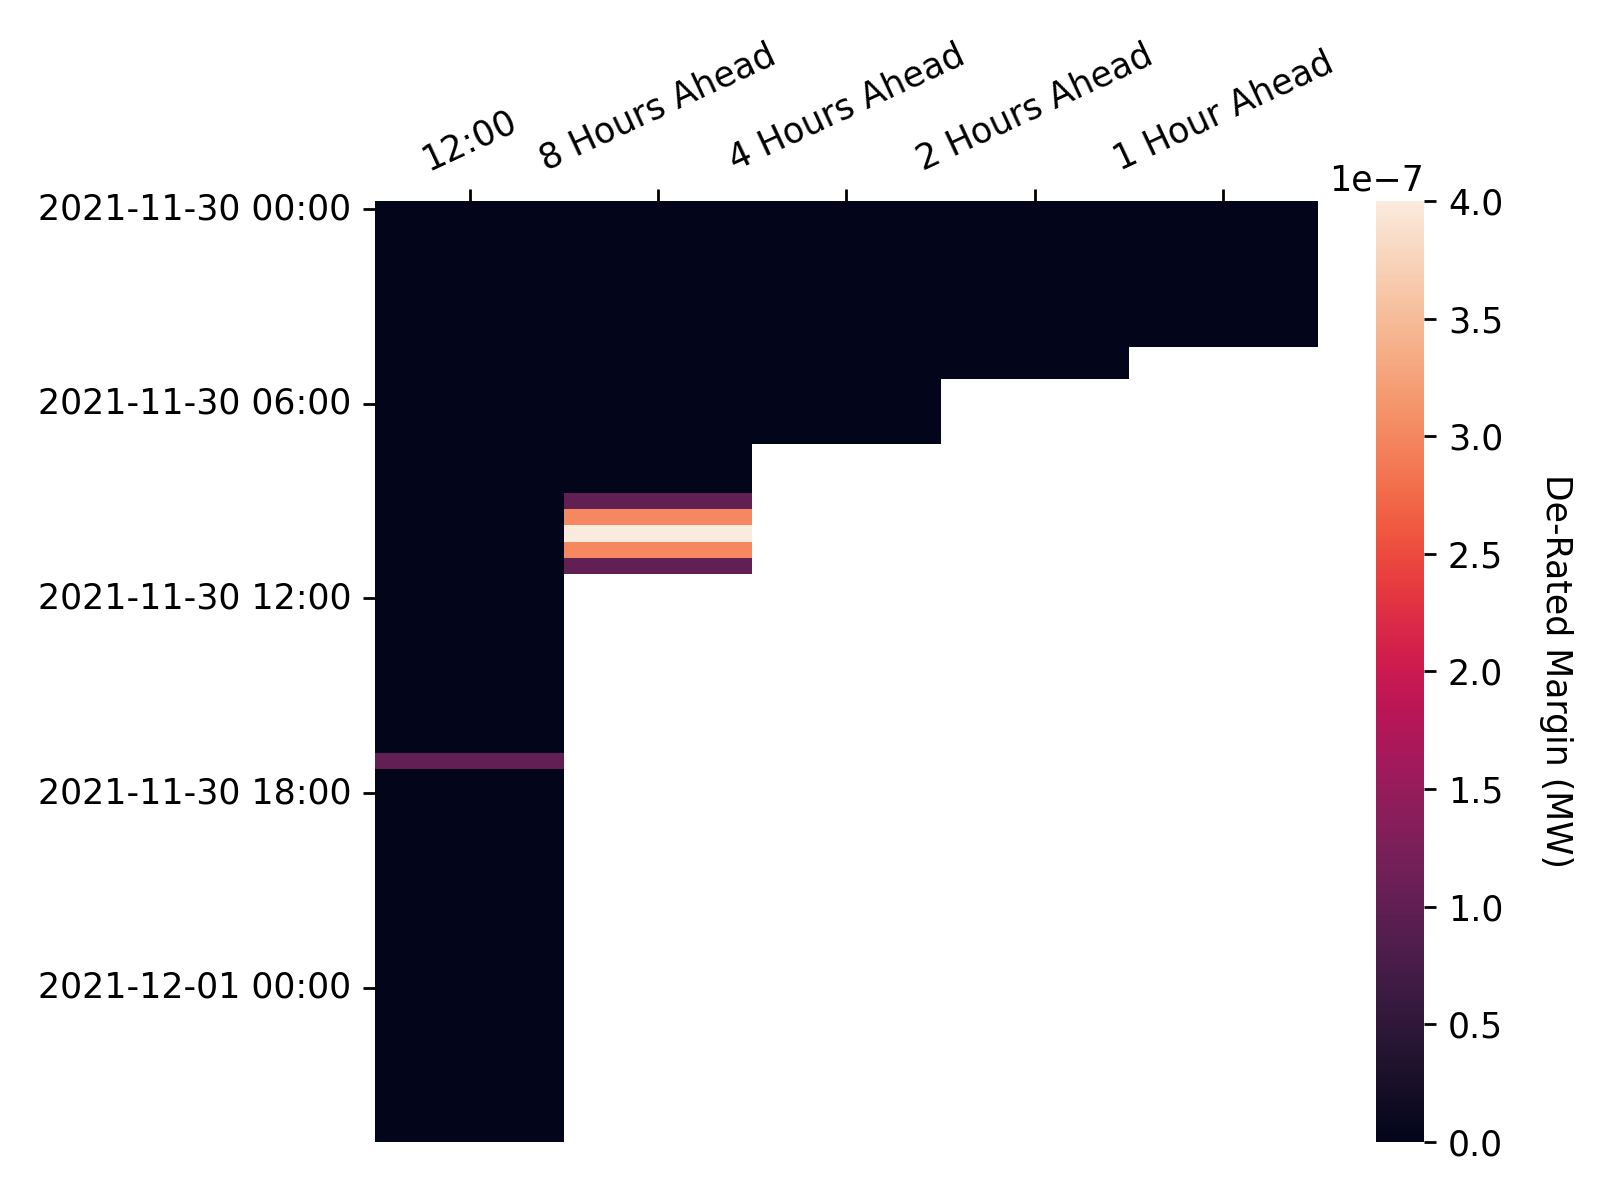 12:00
8 Hours Ahead
4 Hours Ahead
2 Hours Ahead
1 Hour Ahead
1e−7
2021-11-30 00:00
2021-11-30 06:00
2021-11-30 12:00
2021-11-30 18:00
2021-12-01 00:00
4.0
3.5
3.0
2.5
2.0
1.5
1.0
0.5
0.0
De-Rated Margin (MW)